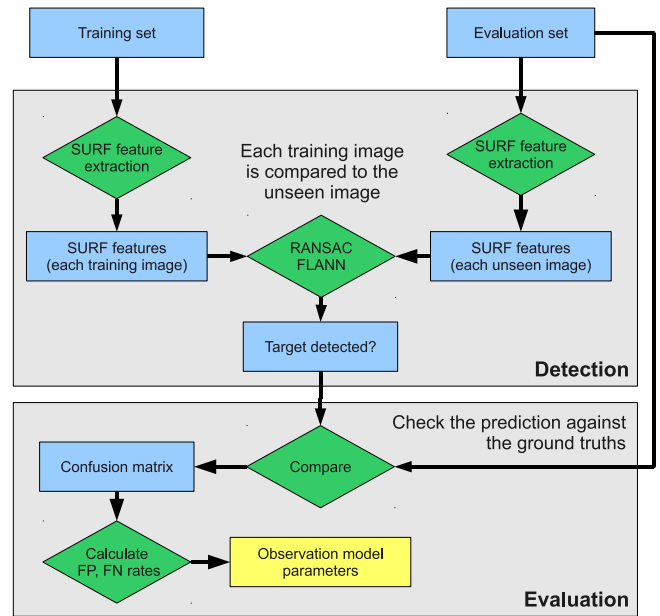 Training set
Evaluation set
SURF feature
extraction
SURF feature
extraction
Each training image
is compared to the
unseen image
SURF features
(each training image)
RANSAC
FLANN
SURF features
(each unseen image)
Target detected?
Detection
Check the prediction against
the ground truths
Compare
Confusion matrix
Calculate
FP, FN rates
Observation model
parameters
Evaluation